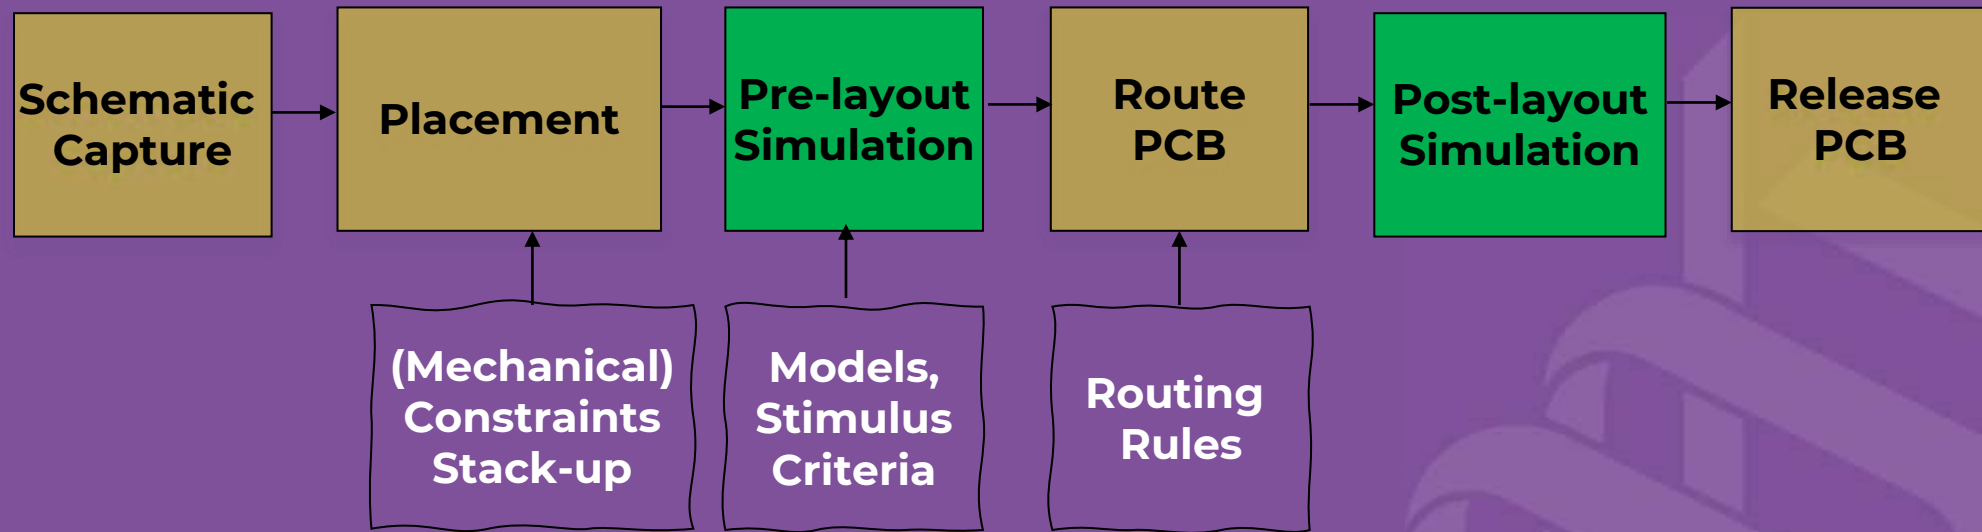 Schematic
Capture
Placement
Pre-layout
Simulation
Route
PCB
Post-layout
Simulation
Release
PCB
(Mechanical)
Constraints
Stack-up
Models,
Stimulus
Criteria
Routing
Rules